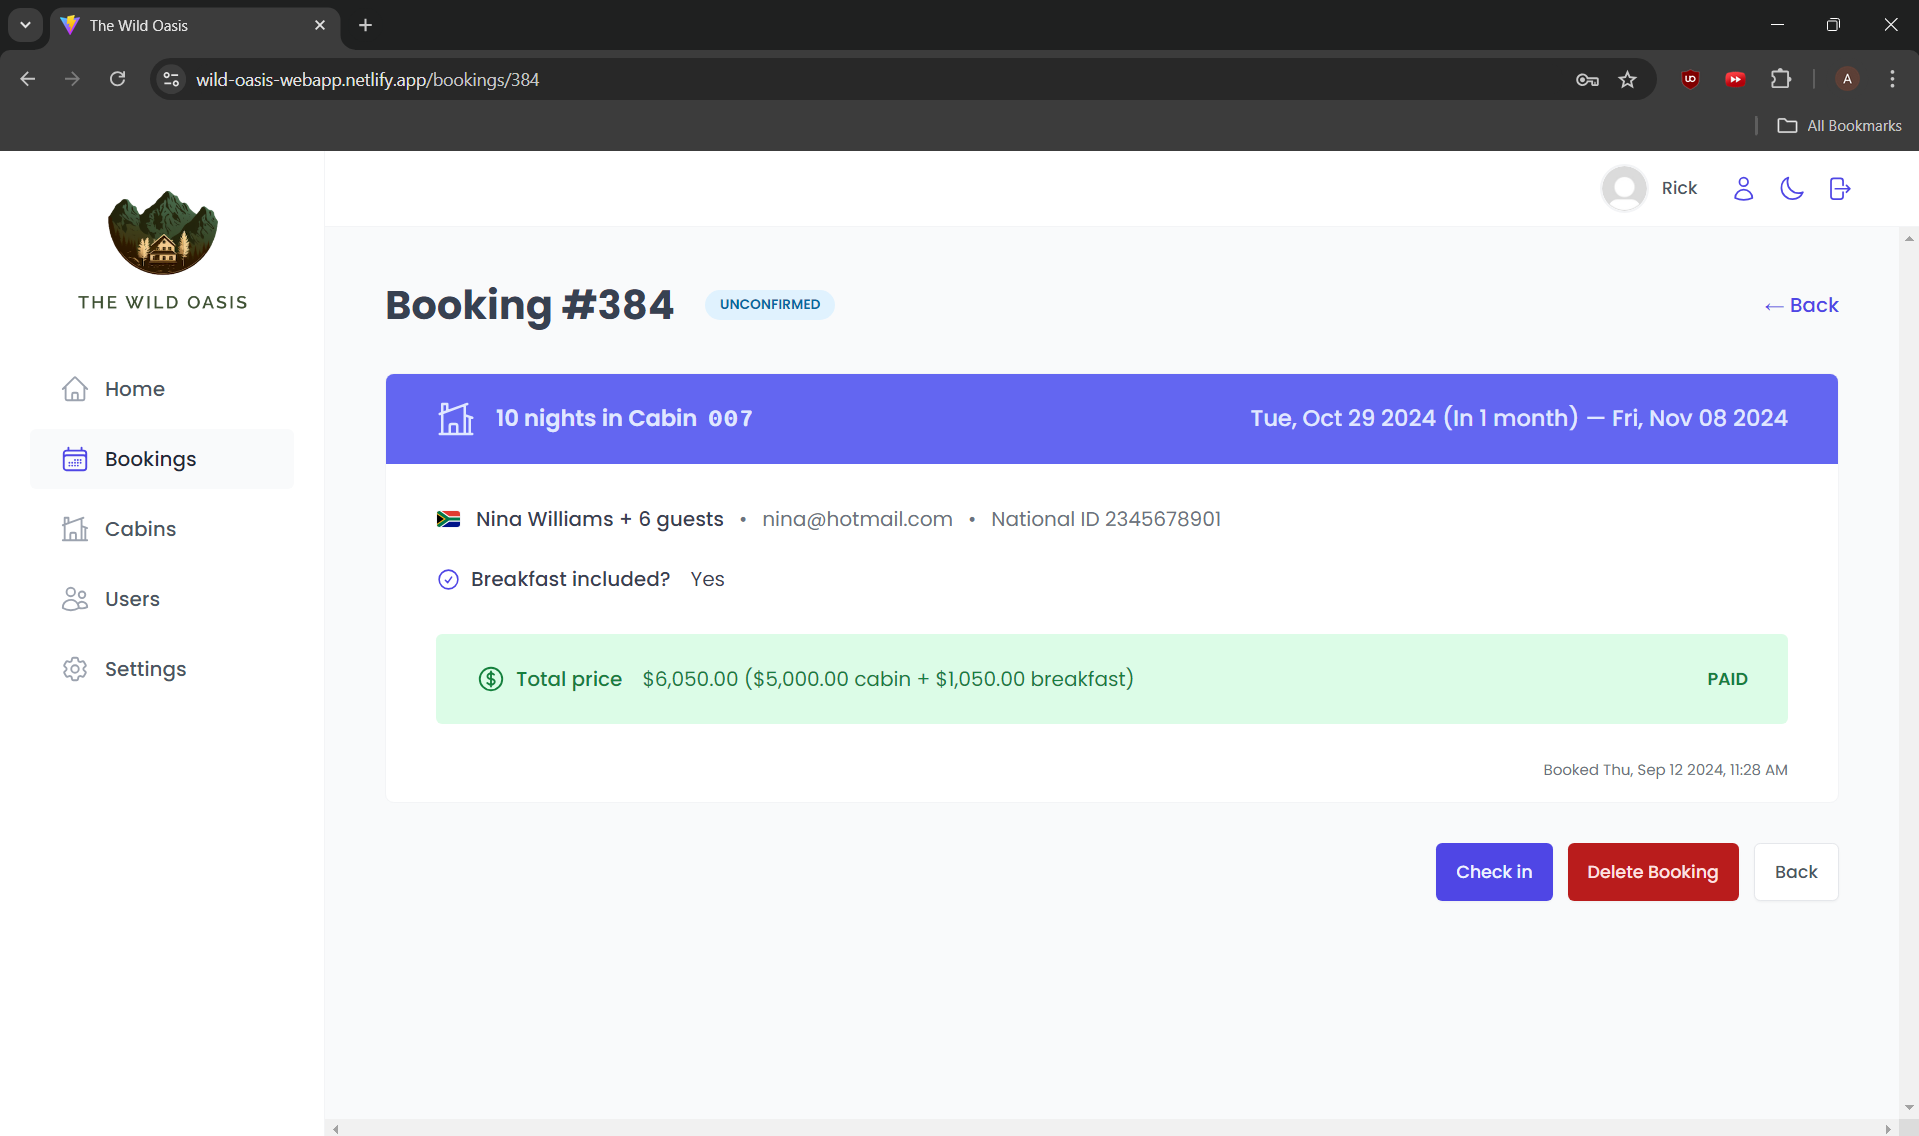 The Wild Oasis
wild-oasis-webapp.netlify.app/bookings/384
A
All Bookmarks
THE WILD OASIS
Rick
Home
Bookings
Cabins
Users
Settings
Booking #384 UNCONFIRMED
← Back
10 nights in Cabin 007
Tue, Oct 29 2024 (In 1 month) — Fri, Nov 08 2024
Nina Williams + 6 guests • nina@hotmail.com • National ID 2345678901
Breakfast included? Yes
Total price $6,050.00 ($5,000.00 cabin + $1,050.00 breakfast)
PAID
Booked Thu, Sep 12 2024, 11:28 AM
Check in
Delete Booking
Back